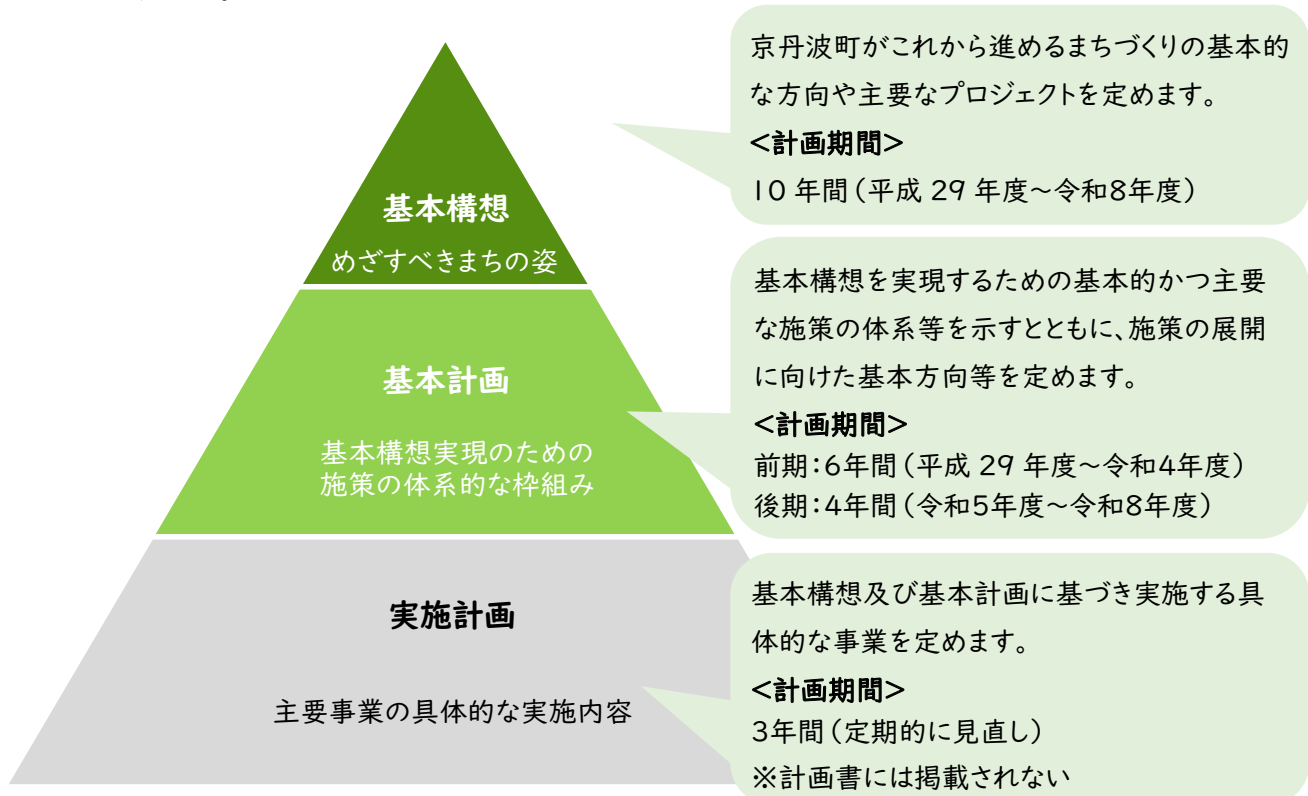 基本構想
めざすべきまちの姿
京丹波町がこれから進めるまちづくりの基本的
な方向や主要なプロジェクトを定めます。
<計画期間>
10 年間（平成 29 年度～令和8年度）
基本計画
基本構想実現のための
施策の体系的な枠組み
基本構想を実現するための基本的かつ主要
な施策の体系等を示すとともに、施策の展開
に向けた基本方向等を定めます。
<計画期間>
前期：6年間（平成 29 年度～令和4年度）
後期：4年間（令和5年度～令和8年度）
実施計画
主要事業の具体的な実施内容
基本構想及び基本計画に基づき実施する具
体的な事業を定めます。
<計画期間>
3年間（定期的に見直し）
※計画書には掲載されない